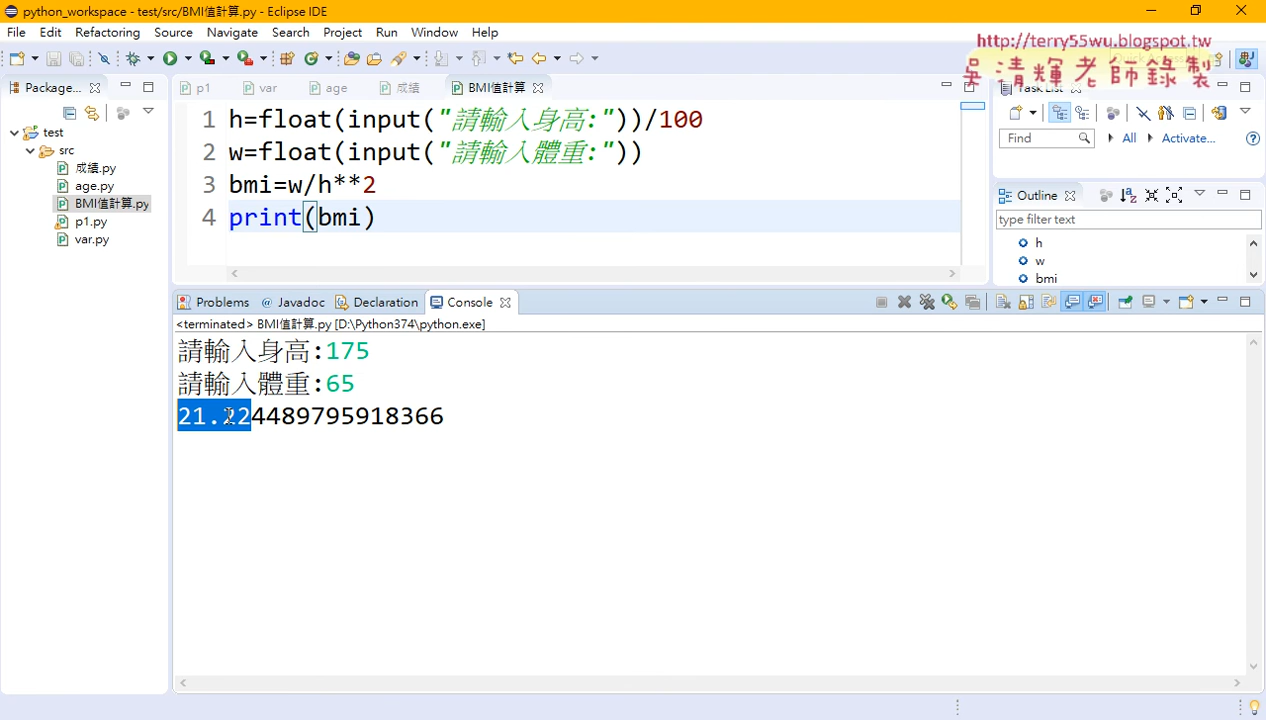 python_workspace - test/src/BMI值計算.py - Eclipse IDE
File Edit Refactoring Source Navigate Search Project Run Window Help
http://terry55wu.blogspot.tw
吳清輝老師錄製
Package...
p1 var age 成績 BMI值計算
Task List
test
src
成績.py
age.py
BMI值計算.py
p1.py
var.py
1 h=float(input("請輸入身高:"))/100
2 w=float(input("請輸入體重:"))
3 bmi=w/h**2
4 print(bmi)
Find All Activate...
Outline
type filter text
h
w
bmi
Problems Javadoc Declaration Console
<terminated> BMI值計算.py [D:\Python374\python.exe]
請輸入身高:175
請輸入體重:65
21.224489795918366